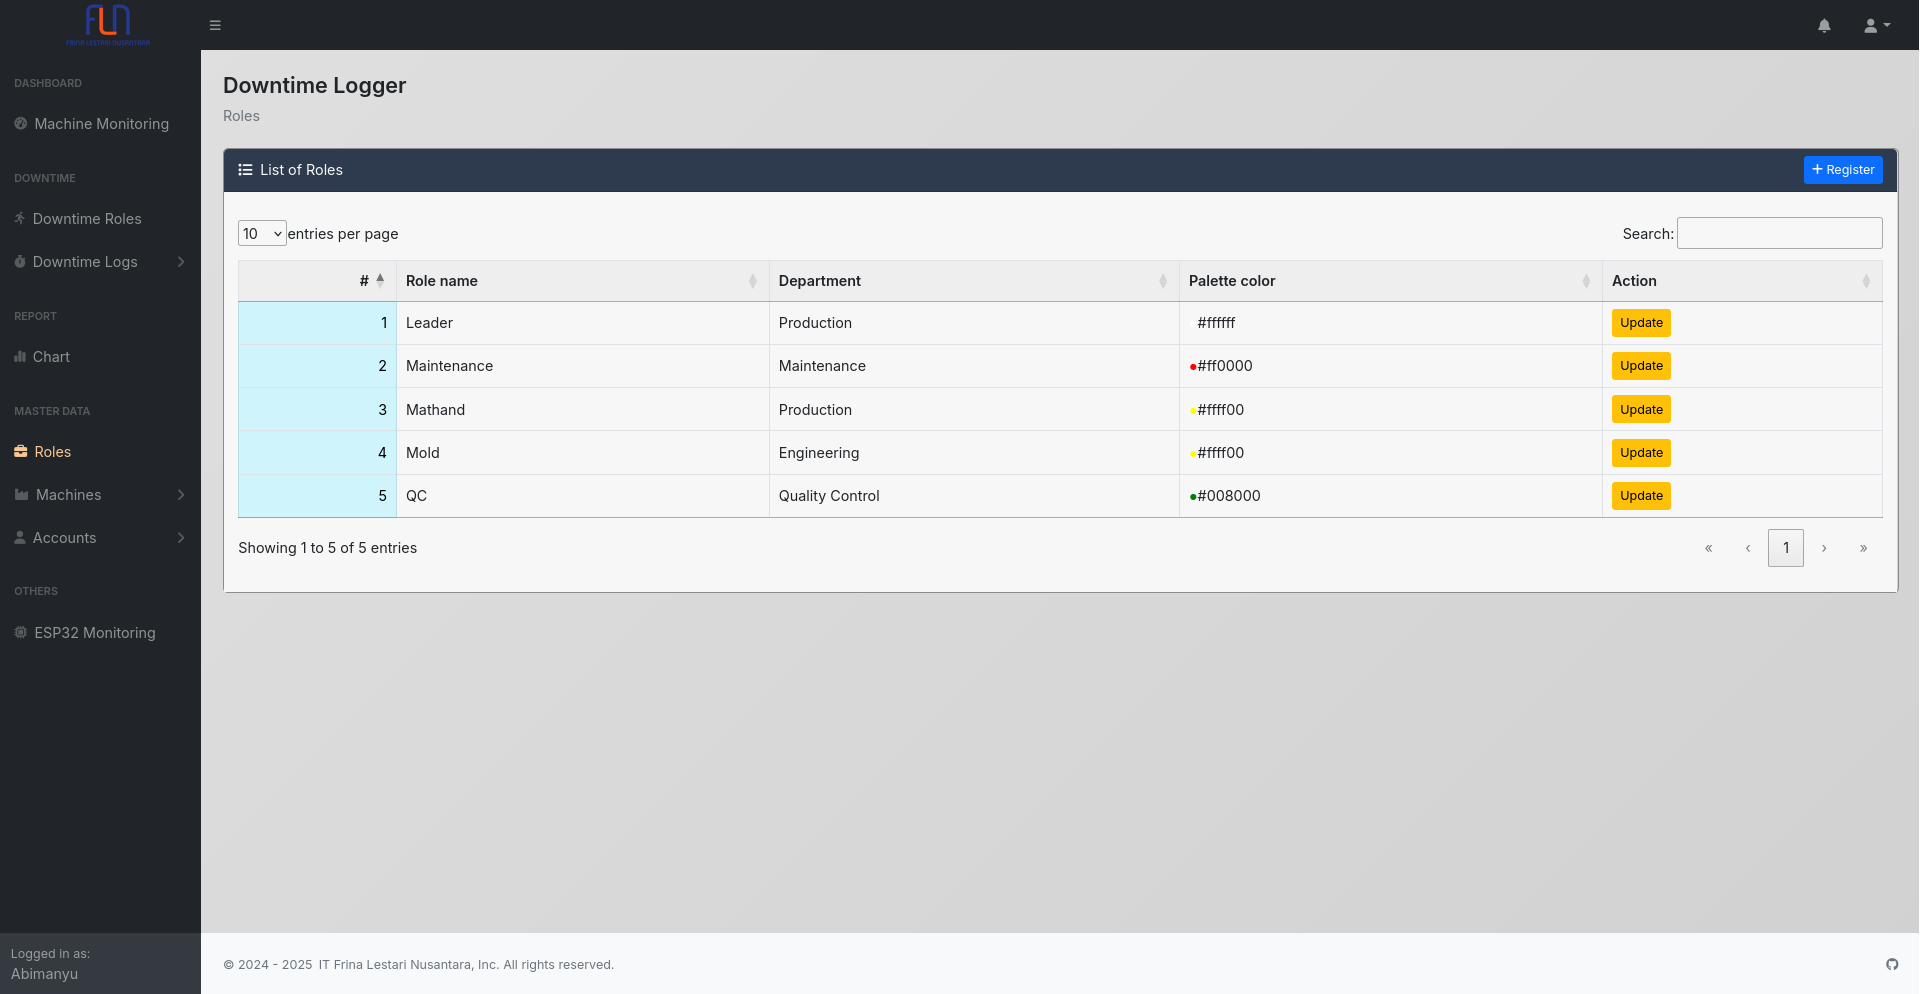 FLN
FRINA LESTARI NUSANTARA
DASHBOARD
Machine Monitoring
DOWNTIME
Downtime Roles
Downtime Logs
REPORT
Chart
MASTER DATA
Roles
Machines
Accounts
OTHERS
ESP32 Monitoring
Logged in as:
Abimanyu
Downtime Logger
Roles
List of Roles
+ Register
10 entries per page
Search:
# Role name Department Palette color Action
1 Leader Production #ffffff Update
2 Maintenance Maintenance ●#ff0000 Update
3 Mathand Production ●#ffff00 Update
4 Mold Engineering ●#ffff00 Update
5 QC Quality Control ●#008000 Update
Showing 1 to 5 of 5 entries
« ‹ 1 › »
© 2024 - 2025 IT Frina Lestari Nusantara, Inc. All rights reserved.